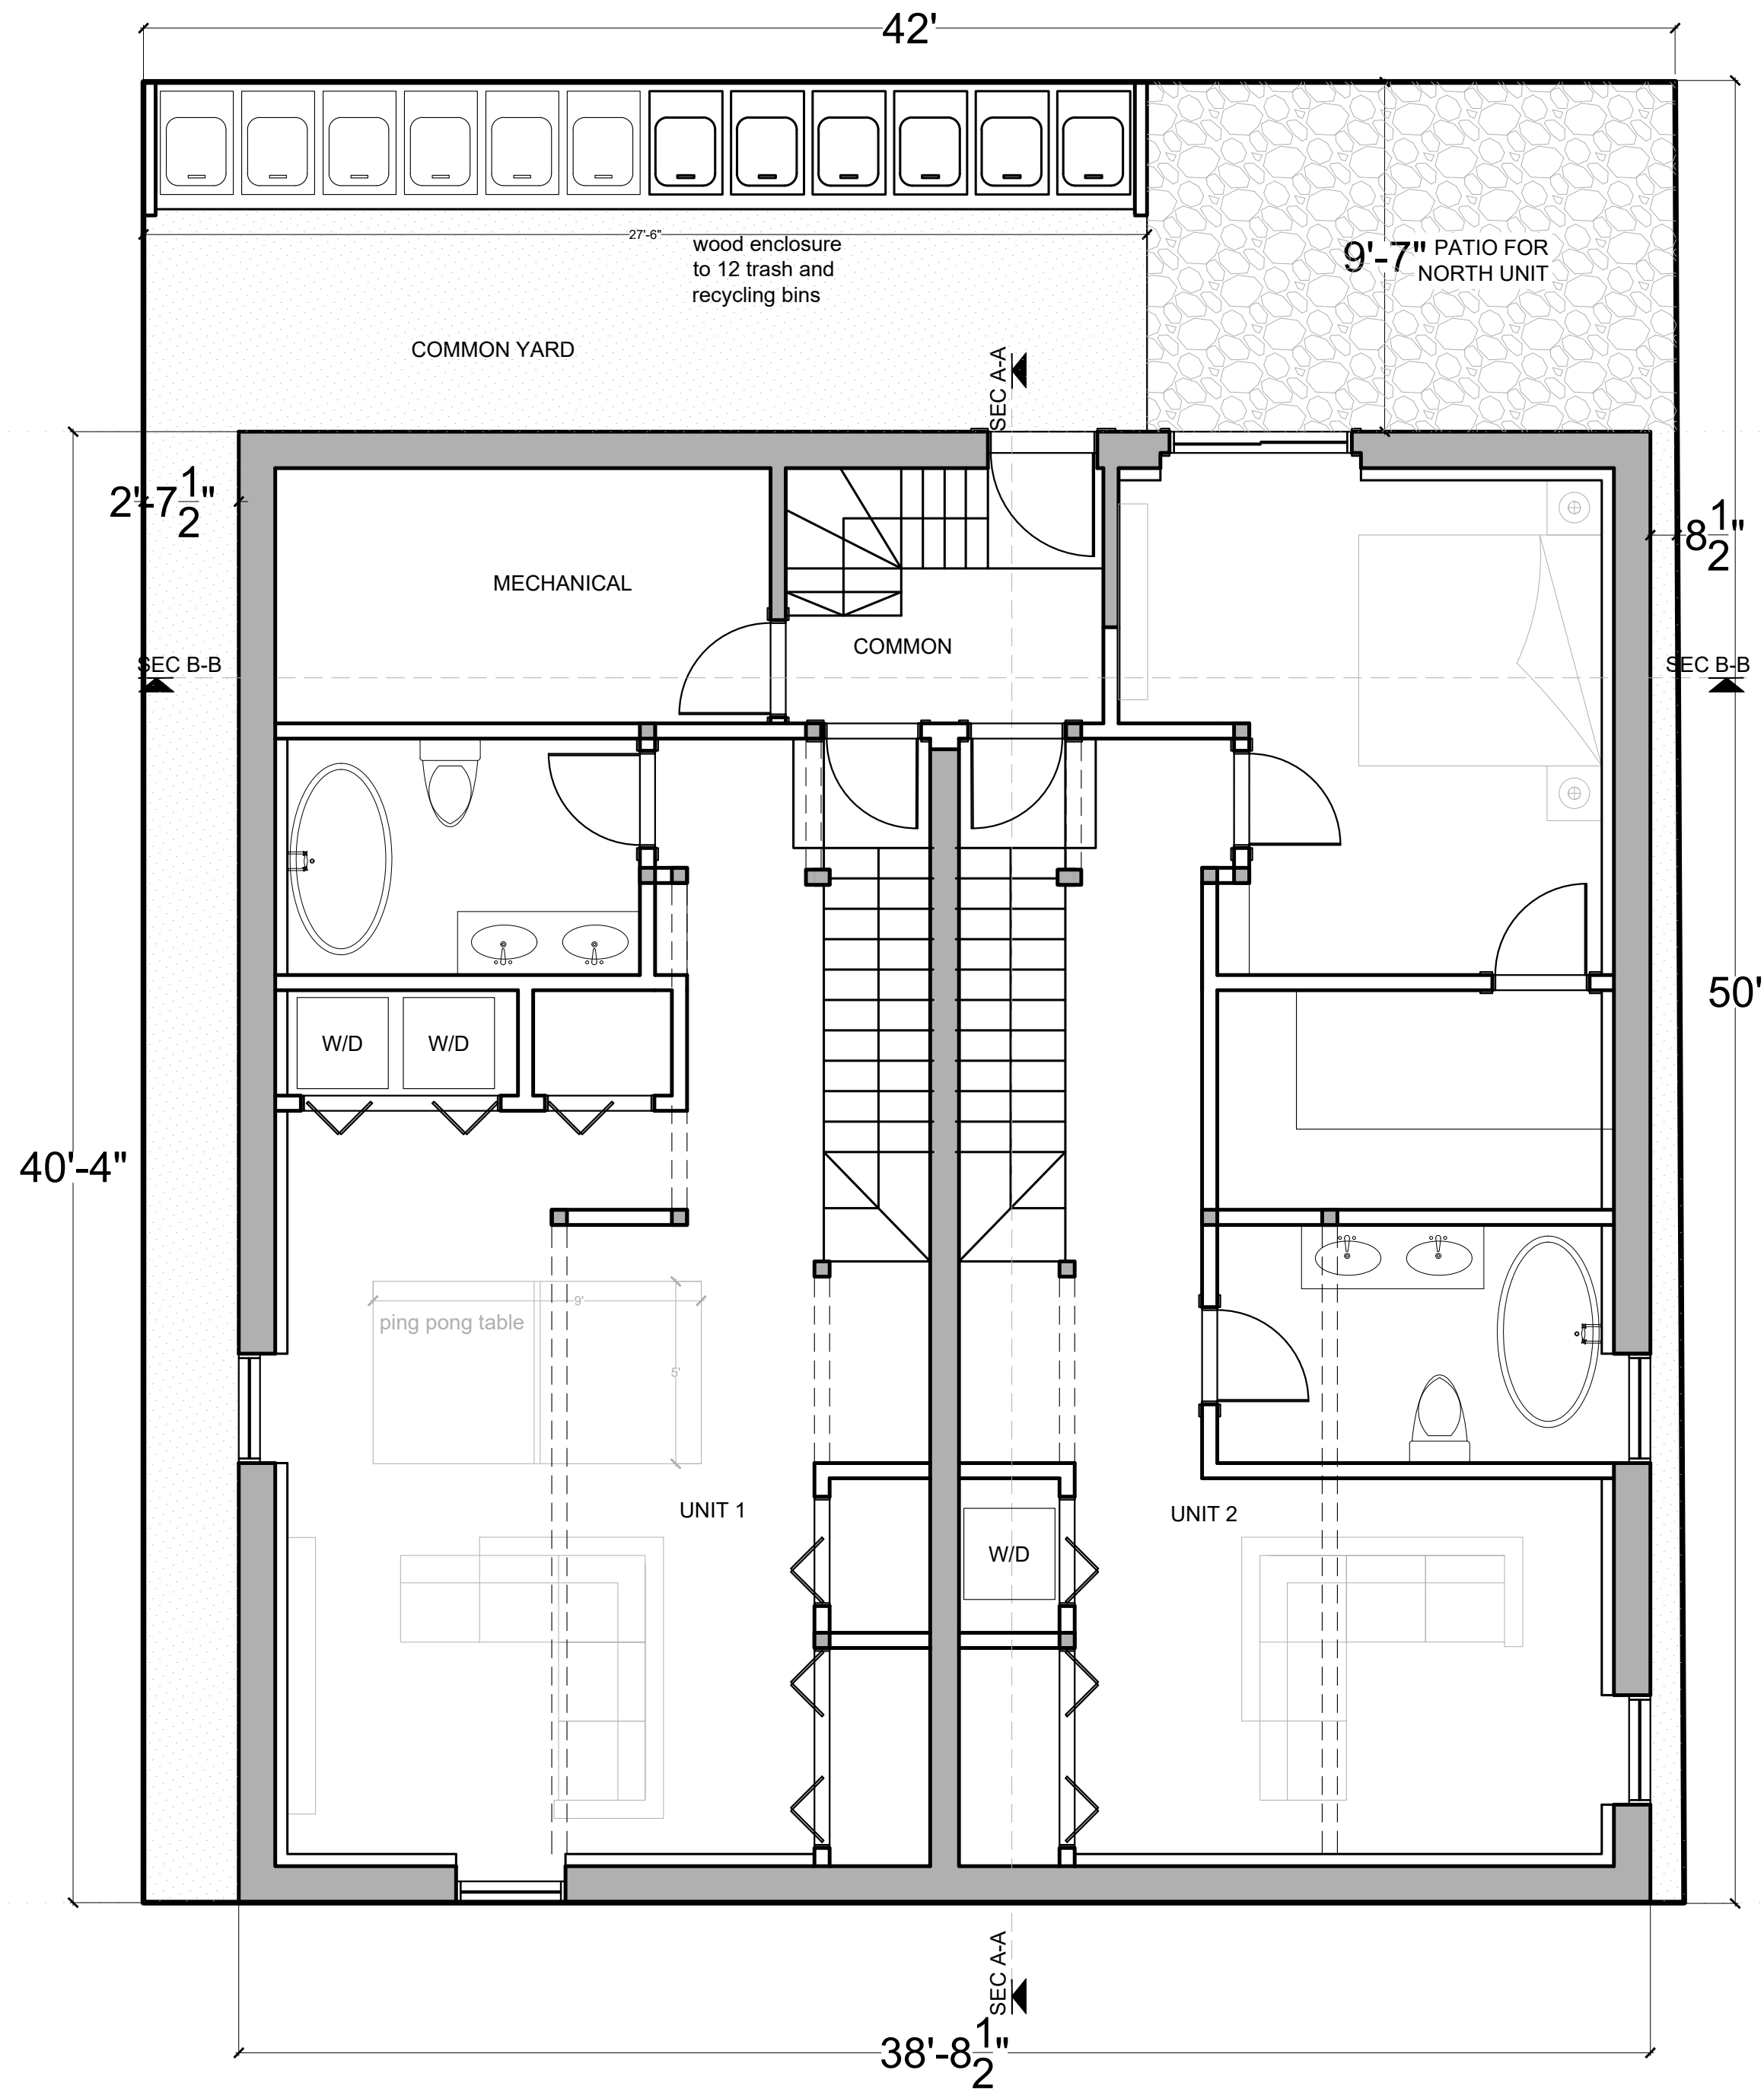 42'
27'-6"
wood enclosure
to 12 trash and
recycling bins
9'-7"
PATIO FOR
NORTH UNIT
COMMON YARD
SEC A-A
2'-7 1/2"
8 1/2"
MECHANICAL
COMMON
SEC B-B
SEC B-B
50'
W/D
W/D
40'-4"
9'
ping pong table
5'
UNIT 1
UNIT 2
W/D
SEC A-A
38'-8 1/2"